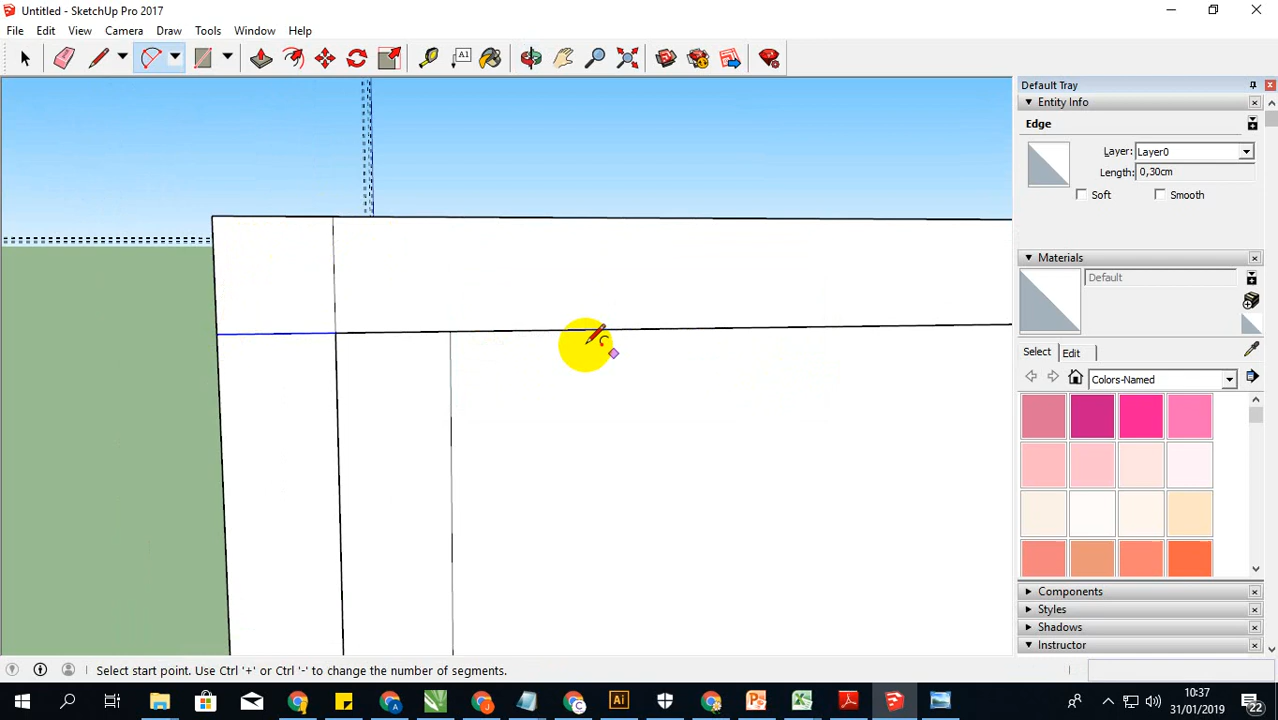 Untitled - SketchUp Pro 2017
File Edit View Camera Draw Tools Window Help
A1
Default Tray
Entity Info
Edge
Layer: Layer0
Length: 0,30cm
Soft Smooth
Materials
Default
Select Edit
Colors-Named
Components
Styles
Shadows
Instructor
Select start point. Use Ctrl '+' or Ctrl '-' to change the number of segments.
10:37
31/01/2019
22